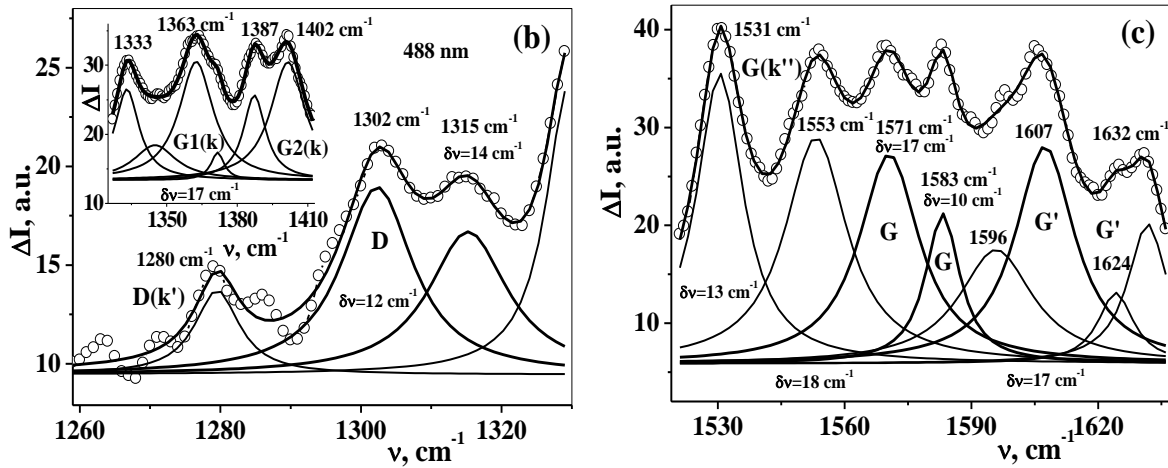 (b)
488 nm
1333
1363 cm-1
1387
1402 cm-1
30
20
10
ΔI
G1(k)
G2(k)
δν=17 cm-1
1350
1380
1410
ν, cm-1
25
20
15
10
ΔI, a.u.
1302 cm-1
1315 cm-1
δν=14 cm-1
1280 cm-1
D(k')
D
δν=12 cm-1
1260
1280
1300
1320
ν, cm-1
(c)
40
30
20
10
ΔI, a.u.
1531 cm-1
G(k'')
1553 cm-1
1571 cm-1
δν=17 cm-1
1583 cm-1
δν=10 cm-1
1607
1632 cm-1
1596
G
G
G'
G'
1624
δν=13 cm-1
δν=18 cm-1
δν=17 cm-1
1530
1560
1590
1620
ν, cm-1